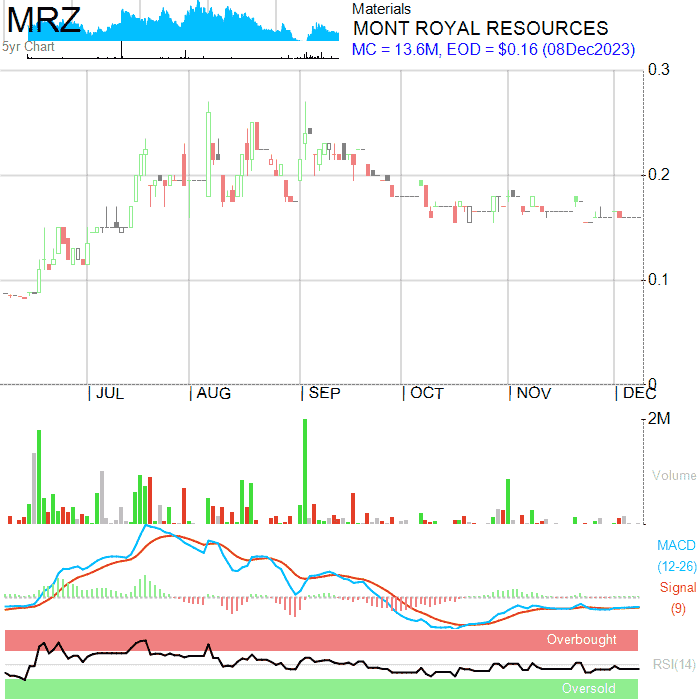 MRZ
5yr Chart
Materials
MONT ROYAL RESOURCES
MC = 13.6M, EOD = $0.16 (08Dec2023)
0.3
0.2
0.1
0
JUL AUG SEP OCT NOV DEC
2M
Volume
MACD
(12-26)
Signal
(9)
Overbought
RSI(14)
Oversold